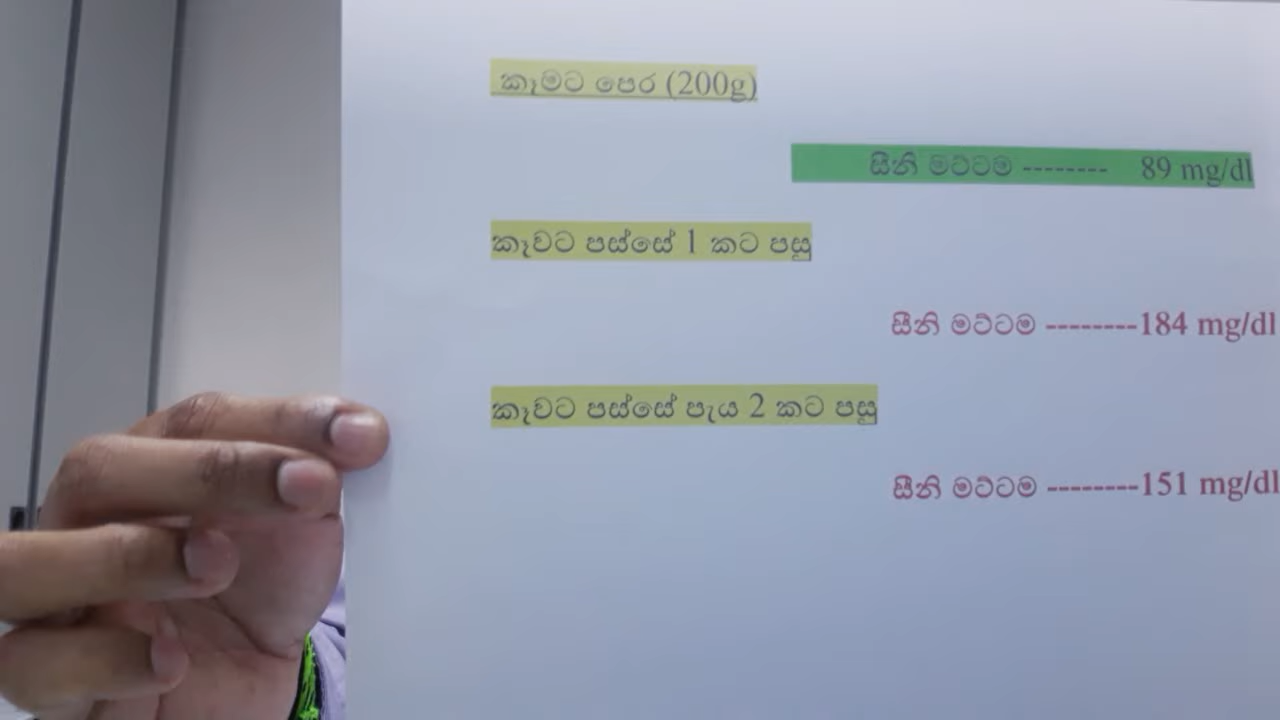 කෑමට පෙර (200g)
සීනි මට්ටම -------- 89 mg/dl
කෑවට පස්සේ 1 කට පසු
සීනි මට්ටම --------184 mg/dl
කෑවට පස්සේ පැය 2 කට පසු
සීනි මට්ටම --------151 mg/dl